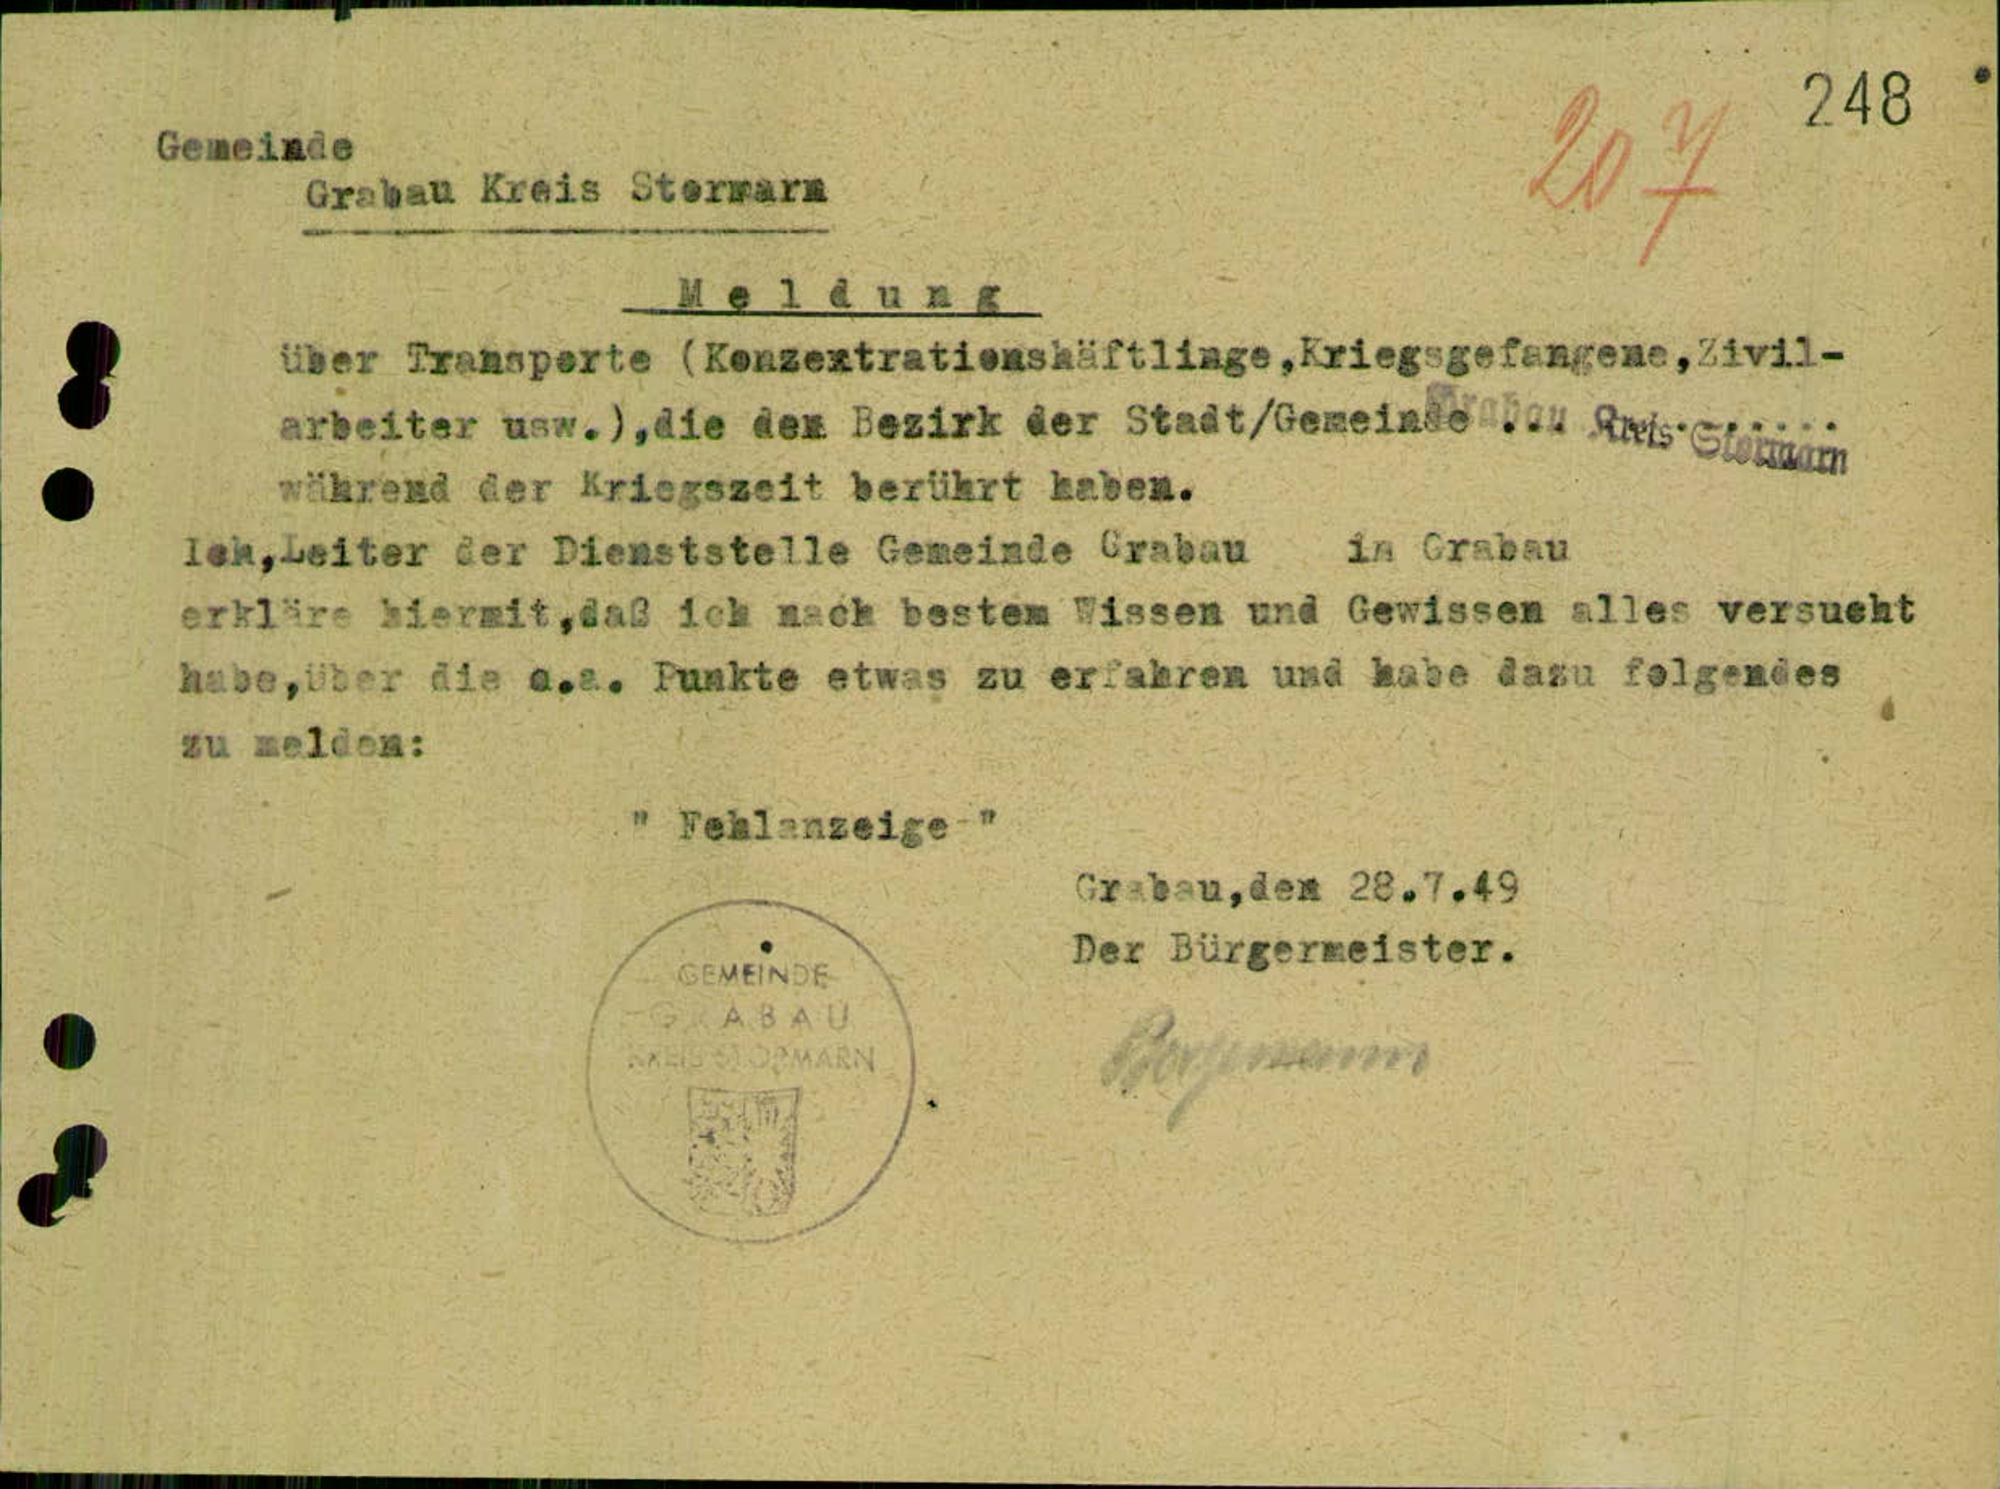 248
207
Gemeinde
Grabau Kreis Stormarn
Meldung
über Transporte (Konzentrationshäftlinge,Kriegsgefangene,Zivil-
arbeiter usw.),die den Bezirk der Stadt/Gemeinde ... Grabau Kreis Stormarn ......
während der Kriegszeit berührt haben.
Ich,Leiter der Dienststelle Gemeinde Grabau in Grabau
erkläre hiermit,daß ich nach bestem Wissen und Gewissen alles versucht
habe,über die o.a. Punkte etwas zu erfahren und habe dazu folgendes
zu melden:
" Fehlanzeige "
Grabau,den 28.7.49
Der Bürgermeister.
GEMEINDE
GRABAU
KREIS STORMARN